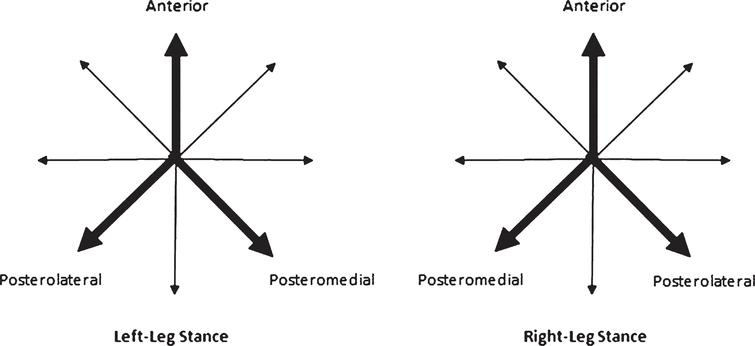 Anterior
Anterior
Posterolateral
Posteromedial
Posteromedial
Posterolateral
Left-Leg Stance
Right-Leg Stance